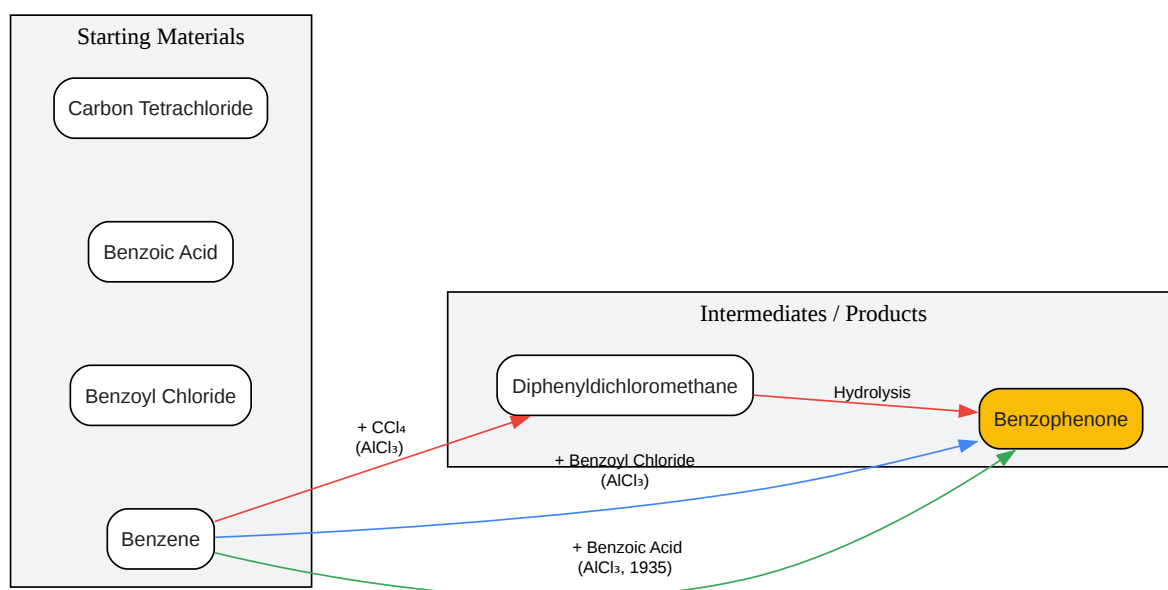 Starting Materials
Carbon Tetrachloride
Benzoic Acid
Benzoyl Chloride
Benzene
+ CCl₄
(AlCl₃)
Intermediates / Products
Diphenyldichloromethane
Hydrolysis
Benzophenone
+ Benzoyl Chloride
(AlCl₃)
+ Benzoic Acid
(AlCl₃, 1935)